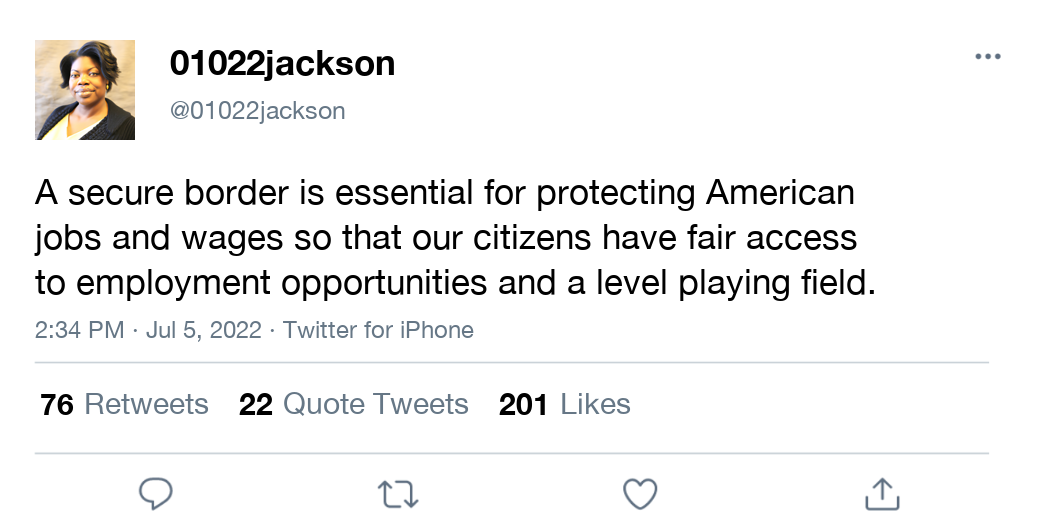 01022jackson
@01022jackson
A secure border is essential for protecting American
jobs and wages so that our citizens have fair access
to employment opportunities and a level playing field.
2:34 PM · Jul 5, 2022 · Twitter for iPhone
76 Retweets 22 Quote Tweets 201 Likes